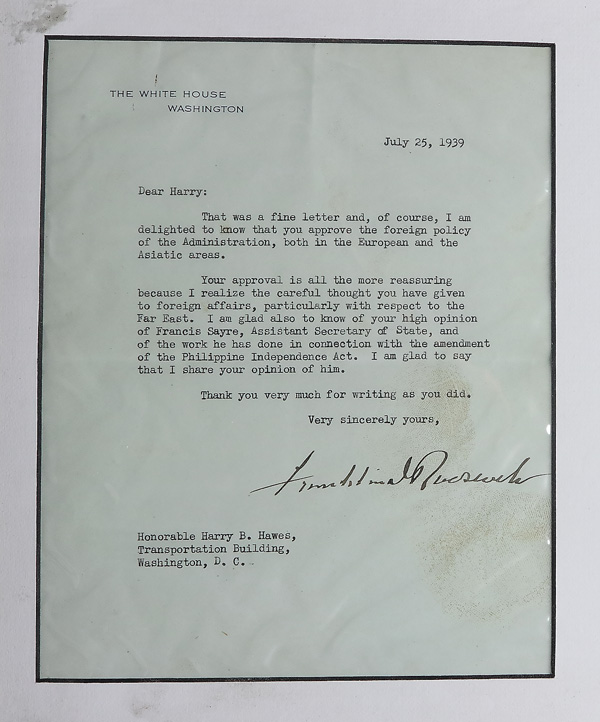 THE WHITE HOUSE
WASHINGTON
July 25, 1939
Dear Harry:
That was a fine letter and, of course, I am
delighted to know that you approve the foreign policy
of the Administration, both in the European and the
Asiatic areas.
Your approval is all the more reassuring
because I realize the careful thought you have given
to foreign affairs, particularly with respect to the
Far East. I am glad also to know of your high opinion
of Francis Sayre, Assistant Secretary of State, and
of the work he has done in connection with the amendment
of the Philippine Independence Act. I am glad to say
that I share your opinion of him.
Thank you very much for writing as you did.
Very sincerely yours,
Franklin D Roosevelt
Honorable Harry B. Hawes,
Transportation Building,
Washington, D. C.